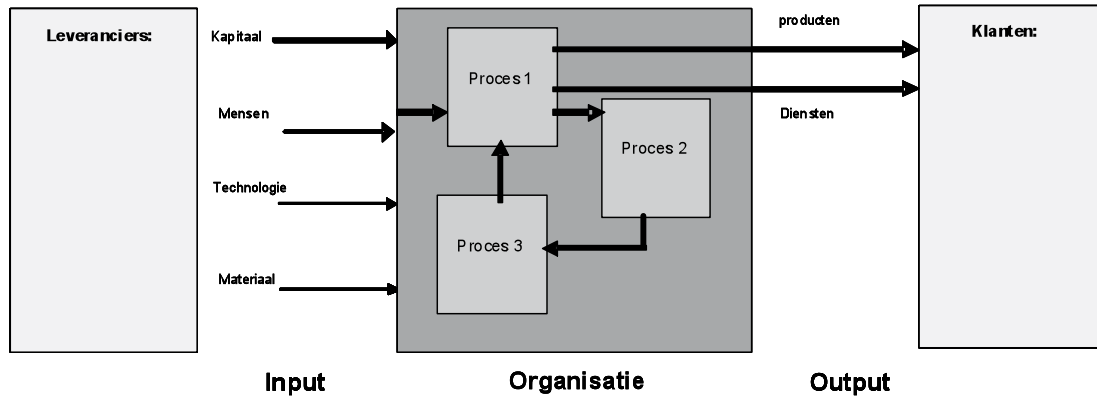 Leveranciers:
Kapitaal
Mensen
Technologie
Materiaal
Proces 1
Proces 2
Proces 3
producten
Diensten
Klanten:
Input
Organisatie
Output